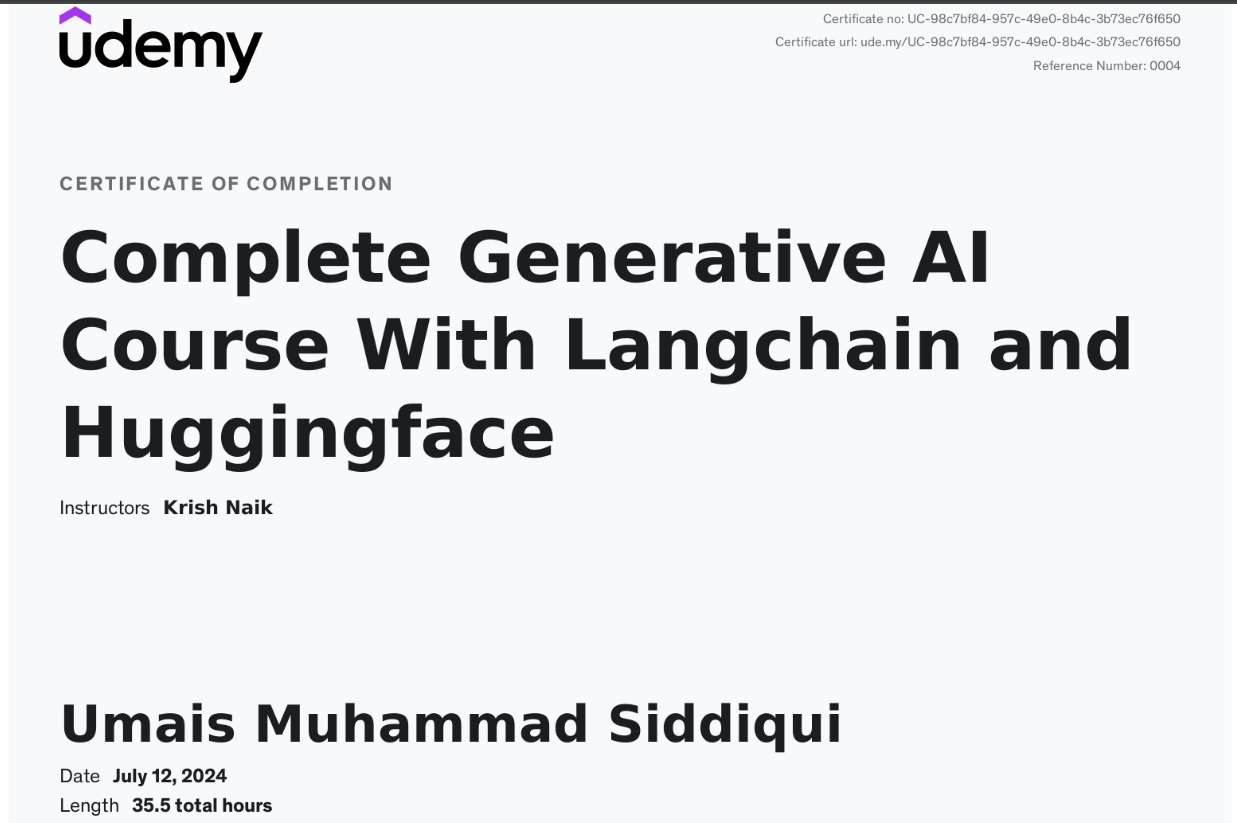 udemy
Certificate no: UC-98c7bf84-957c-49e0-8b4c-3b73ec76f650
Certificate url: ude.my/UC-98c7bf84-957c-49e0-8b4c-3b73ec76f650
Reference Number: 0004
CERTIFICATE OF COMPLETION
Complete Generative AI
Course With Langchain and
Huggingface
Instructors Krish Naik
Umais Muhammad Siddiqui
Date July 12, 2024
Length 35.5 total hours